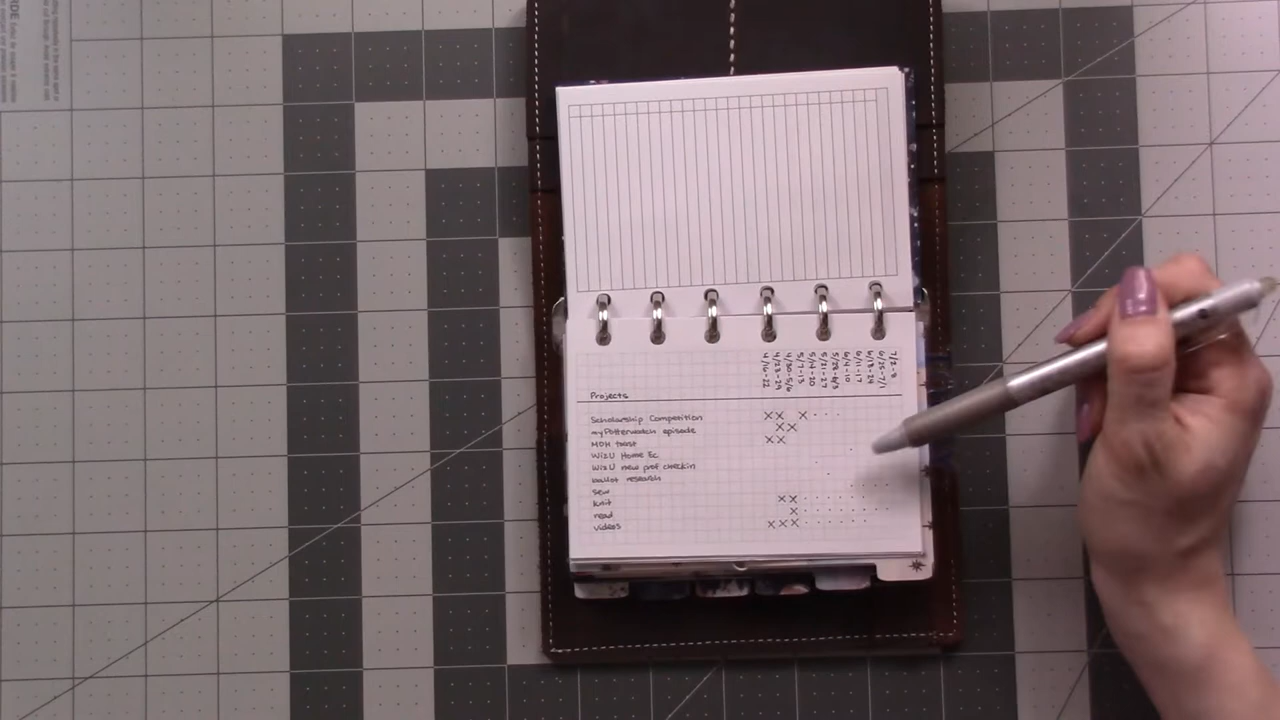 4/16-22
4/23-29
4/30-5/6
5/7-13
5/14-20
5/21-27
5/28-6/3
6/4-10
6/11-17
6/18-24
6/25-7/1
7/2-8
Projects
Scholarship Competition
myPotterwatch episode
MDH toast
WizU Home Ec.
WizU new prof checkin
ballot research
sew
knit
read
videos